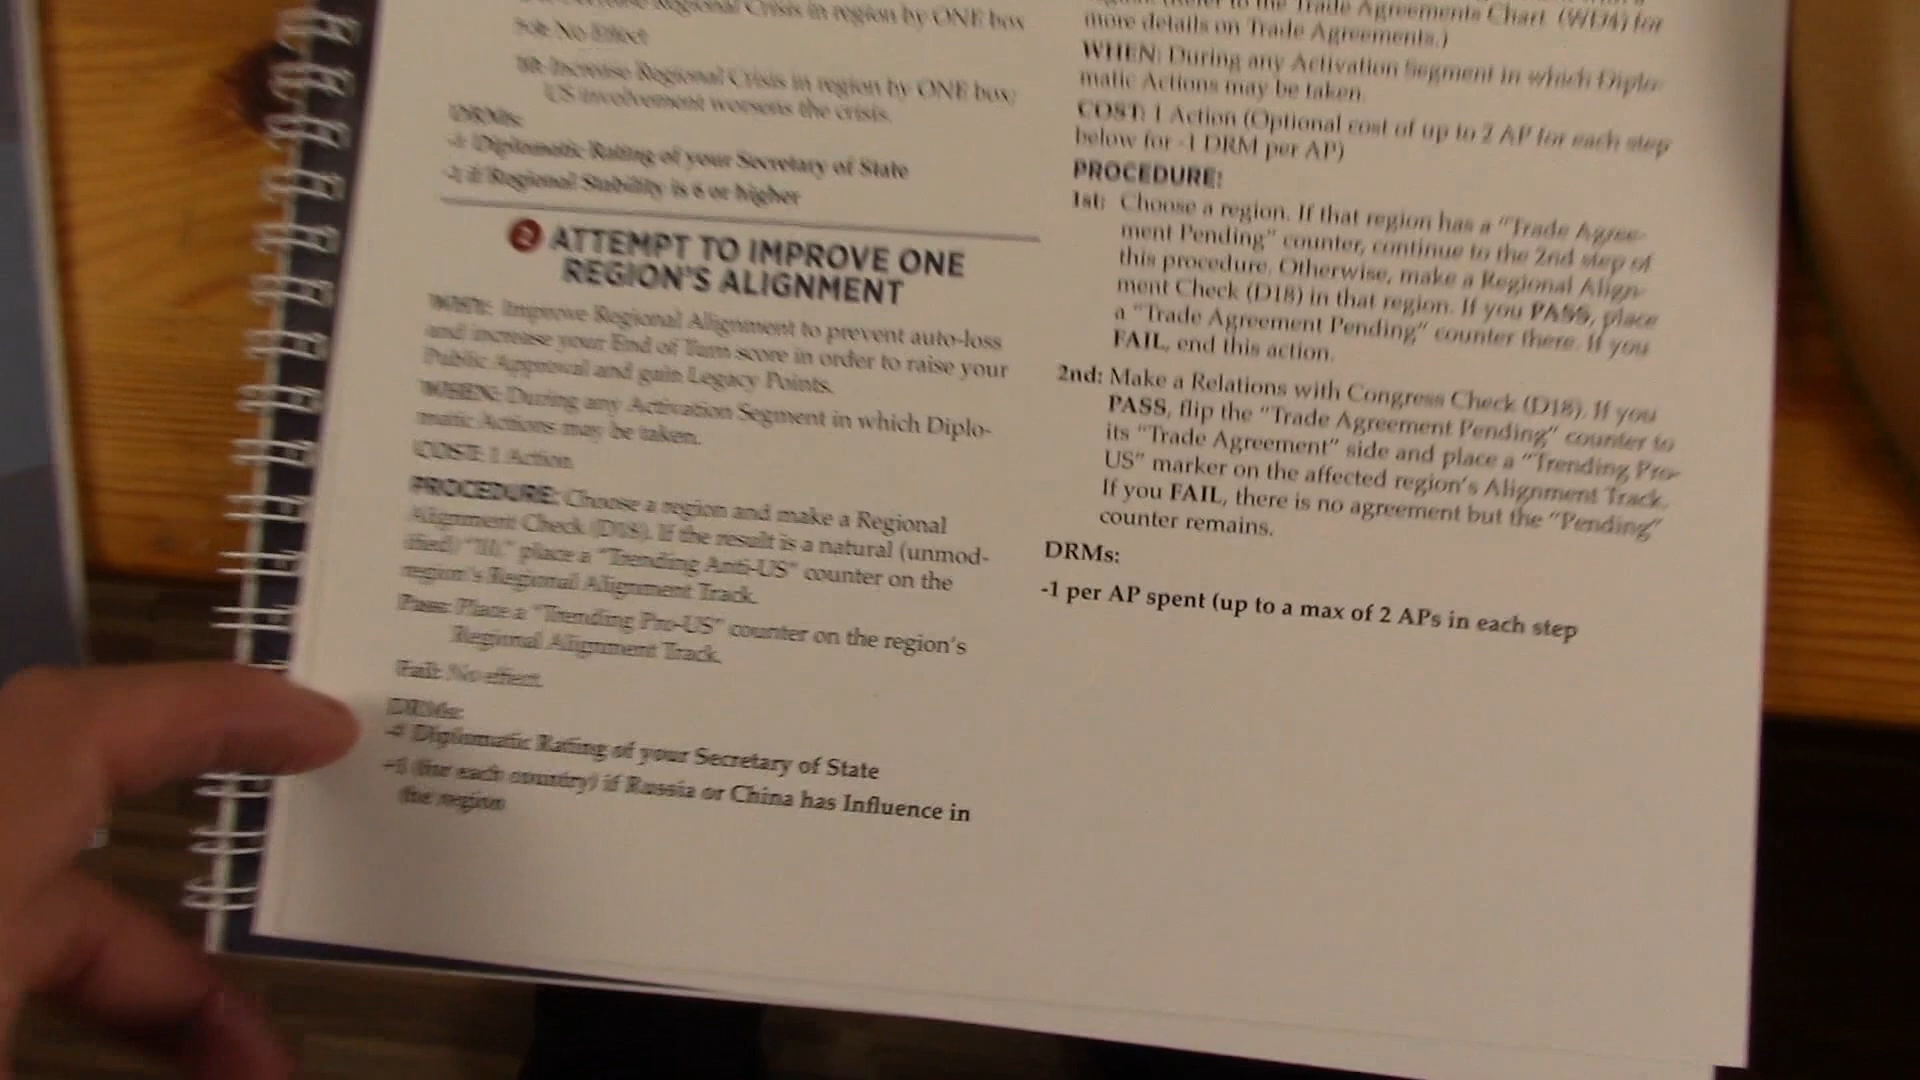 Regional Crisis in region by ONE box
No Effect
Increase Regional Crisis in region by ONE box;
US involvement worsens the crisis.
DRMs:
Diplomatic Rating of your Secretary of State
if Regional Stability is 6 or higher
2 ATTEMPT TO IMPROVE ONE
REGION'S ALIGNMENT
WHY: Improve Regional Alignment to prevent auto-loss
and increase your End of Turn score in order to raise your
Public Approval and gain Legacy Points.
WHEN: During any Activation Segment in which Diplo-
matic Actions may be taken.
COST: 1 Action
PROCEDURE: Choose a region and make a Regional
Alignment Check (D18). If the result is a natural (unmod-
ified) place a "Trending Anti-US" counter on the
region's Regional Alignment Track.
Pass: Place a "Trending Pro-US" counter on the region's
Regional Alignment Track.
Fail: No effect.
DRMs:
Diplomatic Rating of your Secretary of State
+1 (for each country) if Russia or China has Influence in
the region
to the Trade Agreements Chart (WD4) for
more details on Trade Agreements.)
WHEN: During any Activation Segment in which Diplo-
matic Actions may be taken.
COST: 1 Action (Optional cost of up to 2 AP for each step
below for -1 DRM per AP)
PROCEDURE:
1st: Choose a region. If that region has a "Trade Agree-
ment Pending" counter, continue to the 2nd step of
this procedure. Otherwise, make a Regional Align-
ment Check (D18) in that region. If you PASS, place
a "Trade Agreement Pending" counter there. If you
FAIL, end this action.
2nd: Make a Relations with Congress Check (D18). If you
PASS, flip the "Trade Agreement Pending" counter to
its "Trade Agreement" side and place a "Trending Pro-
US" marker on the affected region's Alignment Track.
If you FAIL, there is no agreement but the "Pending"
counter remains.
DRMs:
-1 per AP spent (up to a max of 2 APs in each step